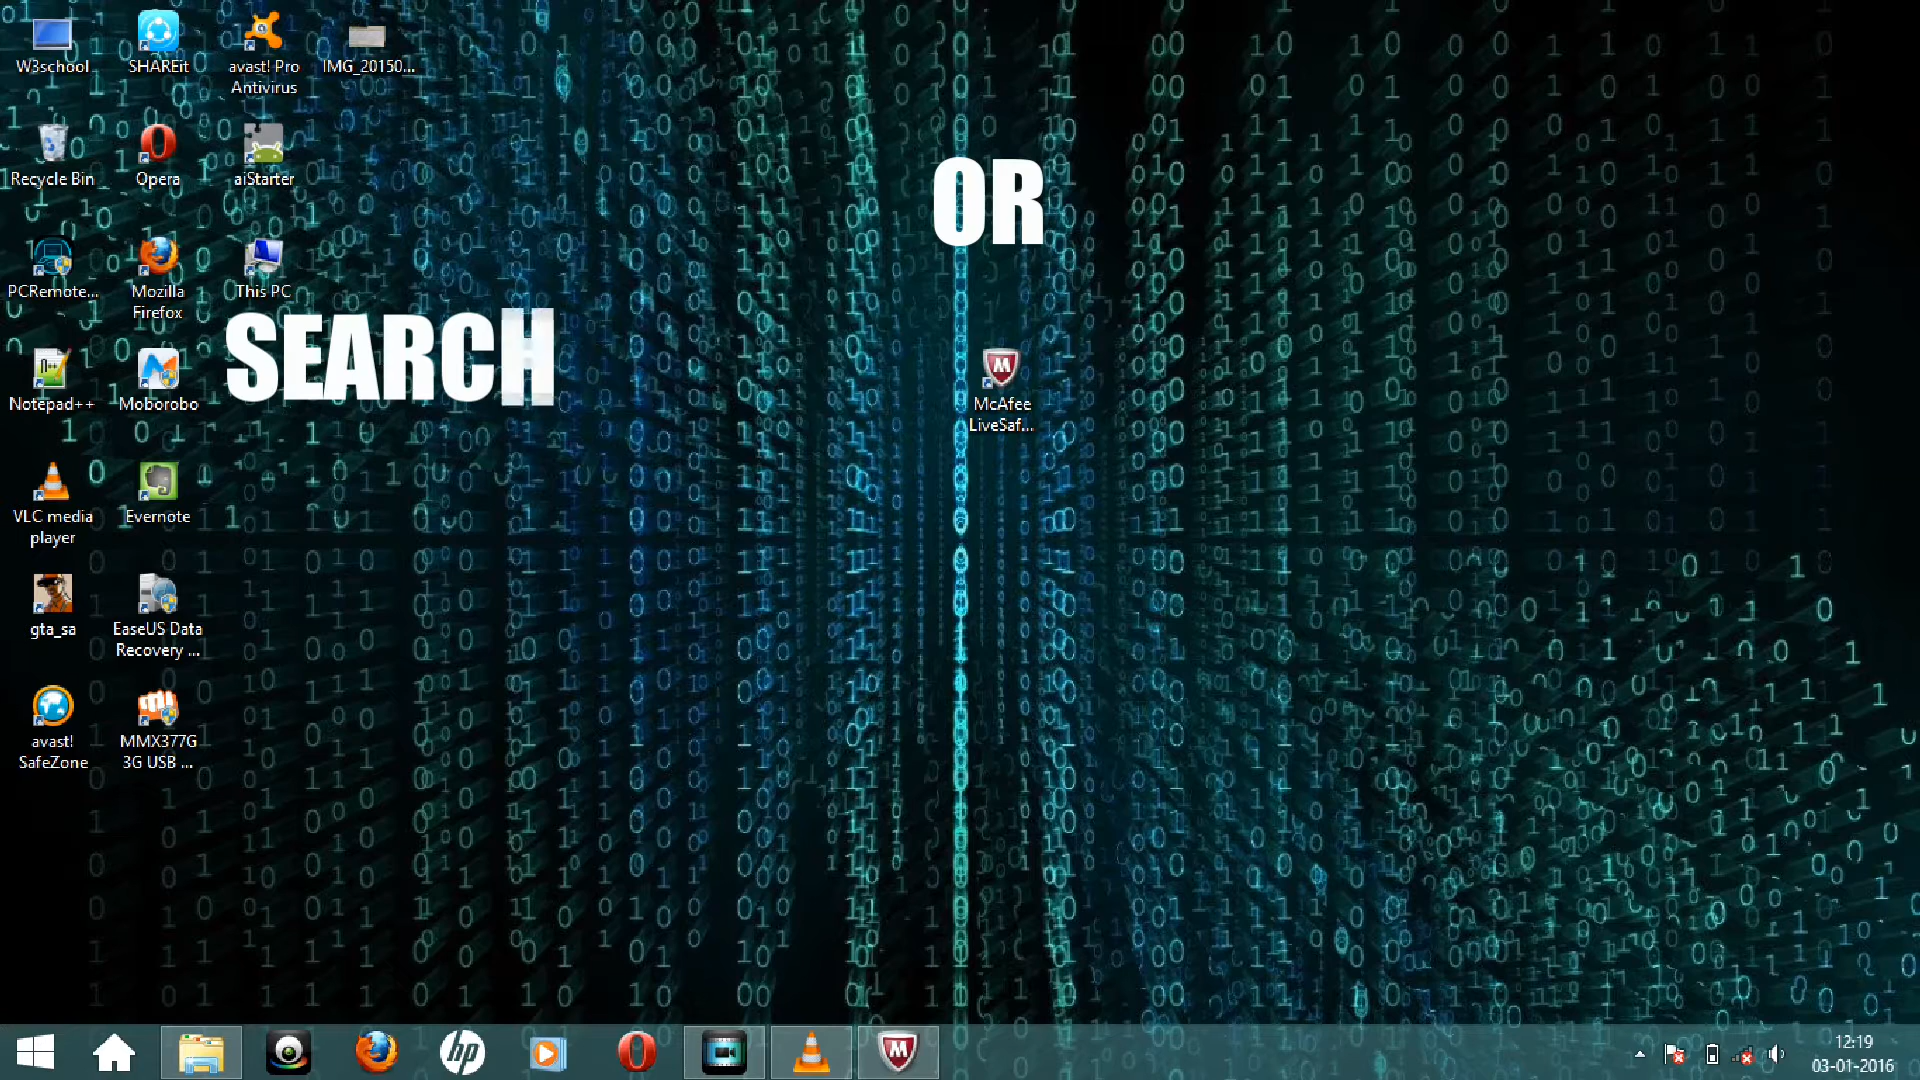 W3school
SHAREit
avast! Pro
Antivirus
IMG_20150...
Recycle Bin
Opera
aiStarter
OR
PCRemote...
Mozilla
Firefox
This PC
SEARCH
Notepad++
Moborobo
McAfee
LiveSaf...
VLC media
player
Evernote
gta_sa
EaseUS Data
Recovery ...
avast!
SafeZone
MMX377G
3G USB ...
hp
12:19
03-01-2016